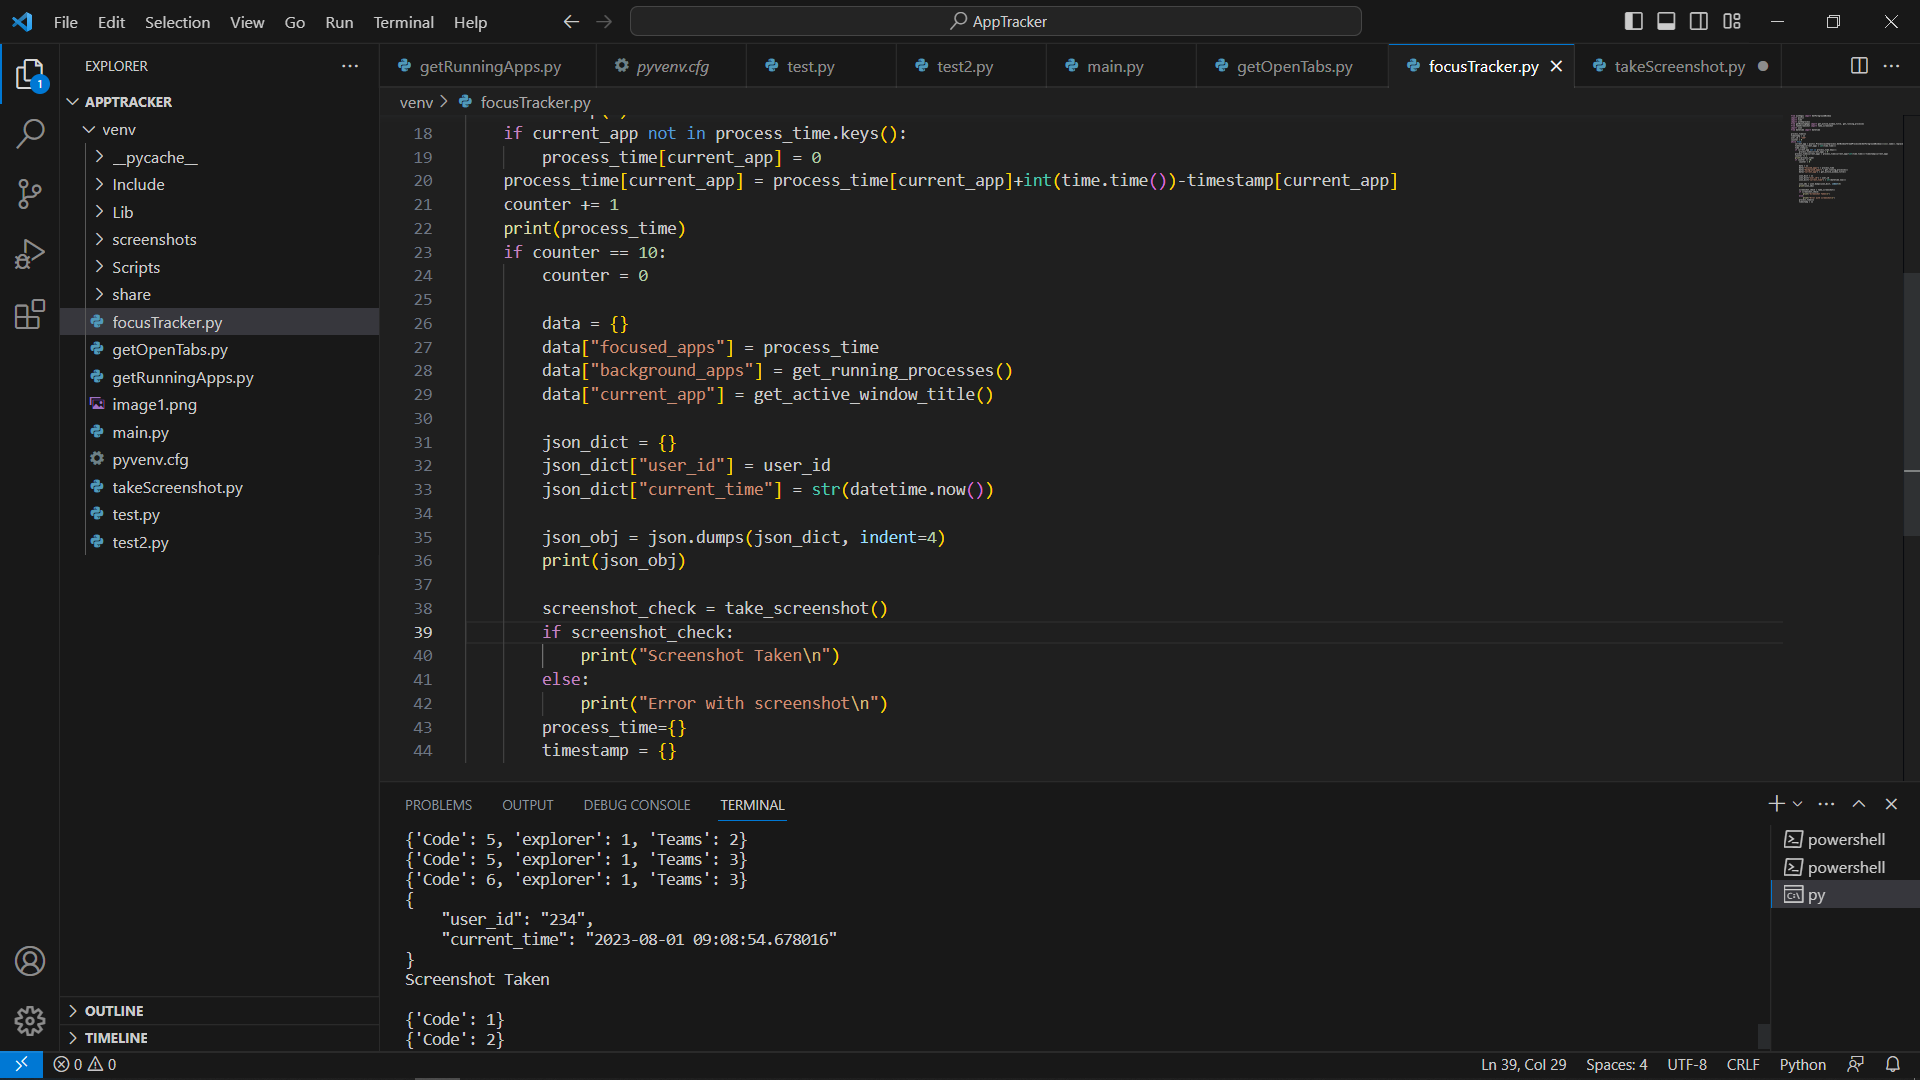 File Edit Selection View Go Run Terminal Help
AppTracker
EXPLORER
1
APPTRACKER
venv
__pycache__
Include
Lib
screenshots
Scripts
share
focusTracker.py
getOpenTabs.py
getRunningApps.py
image1.png
main.py
pyvenv.cfg
takeScreenshot.py
test.py
test2.py
OUTLINE
TIMELINE
getRunningApps.py pyvenv.cfg test.py test2.py main.py getOpenTabs.py focusTracker.py takeScreenshot.py
venv > focusTracker.py
18 if current_app not in process_time.keys():
19 process_time[current_app] = 0
20 process_time[current_app] = process_time[current_app]+int(time.time())-timestamp[current_app]
21 counter += 1
22 print(process_time)
23 if counter == 10:
24 counter = 0
25
26 data = {}
27 data["focused_apps"] = process_time
28 data["background_apps"] = get_running_processes()
29 data["current_app"] = get_active_window_title()
30
31 json_dict = {}
32 json_dict["user_id"] = user_id
33 json_dict["current_time"] = str(datetime.now())
34
35 json_obj = json.dumps(json_dict, indent=4)
36 print(json_obj)
37
38 screenshot_check = take_screenshot()
39 if screenshot_check:
40 print("Screenshot Taken\n")
41 else:
42 print("Error with screenshot\n")
43 process_time={}
44 timestamp = {}
PROBLEMS OUTPUT DEBUG CONSOLE TERMINAL
{'Code': 5, 'explorer': 1, 'Teams': 2}
{'Code': 5, 'explorer': 1, 'Teams': 3}
{'Code': 6, 'explorer': 1, 'Teams': 3}
{
"user_id": "234",
"current_time": "2023-08-01 09:08:54.678016"
}
Screenshot Taken
{'Code': 1}
{'Code': 2}
powershell
powershell
py
0 0 Ln 39, Col 29 Spaces: 4 UTF-8 CRLF Python